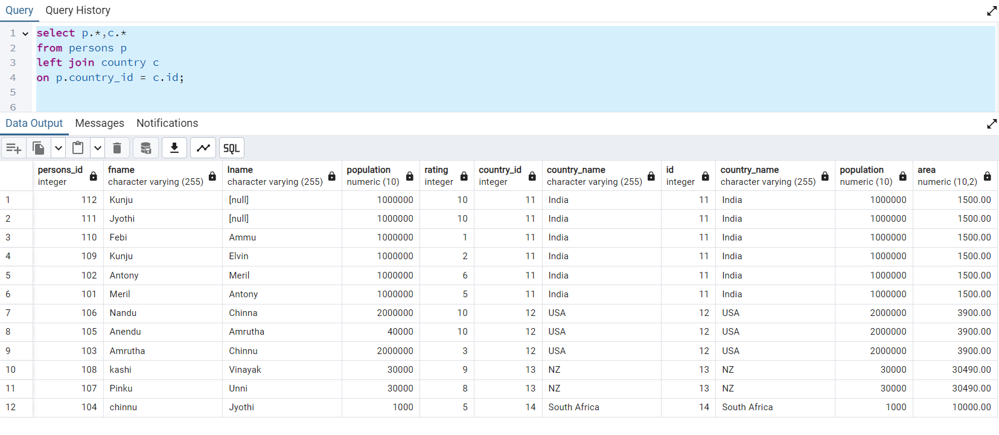 Query Query History
1 select p.*,c.*
2 from persons p
3 left join country c
4 on p.country_id = c.id;
5
6
Data Output Messages Notifications
SQL
persons_id fname lname population rating country_id country_name id country_name population area
integer character varying (255) character varying (255) numeric (10) integer integer character varying (255) integer character varying (255) numeric (10) numeric (10,2)
1 112 Kunju [null] 1000000 10 11 India 11 India 1000000 1500.00
2 111 Jyothi [null] 1000000 10 11 India 11 India 1000000 1500.00
3 110 Febi Ammu 1000000 1 11 India 11 India 1000000 1500.00
4 109 Kunju Elvin 1000000 2 11 India 11 India 1000000 1500.00
5 102 Antony Meril 1000000 6 11 India 11 India 1000000 1500.00
6 101 Meril Antony 1000000 5 11 India 11 India 1000000 1500.00
7 106 Nandu Chinna 2000000 10 12 USA 12 USA 2000000 3900.00
8 105 Anendu Amrutha 40000 10 12 USA 12 USA 2000000 3900.00
9 103 Amrutha Chinnu 2000000 3 12 USA 12 USA 2000000 3900.00
10 108 kashi Vinayak 30000 9 13 NZ 13 NZ 30000 30490.00
11 107 Pinku Unni 30000 8 13 NZ 13 NZ 30000 30490.00
12 104 chinnu Jyothi 1000 5 14 South Africa 14 South Africa 1000 10000.00